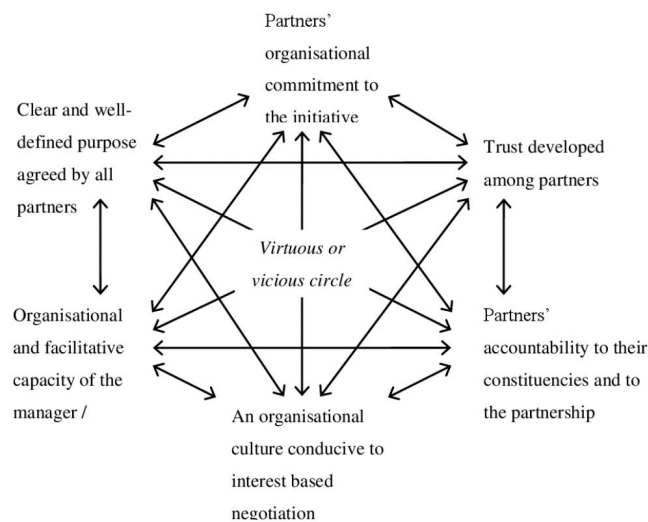 Partners’
organisational
commitment to
the initiative
Clear and well-
defined purpose
agreed by all
partners
Trust developed
among partners
Virtuous or
vicious circle
Organisational
and facilitative
capacity of the
manager /
Partners’
accountability to their
constituencies and to
the partnership
An organisational
culture conducive to
interest based
negotiation